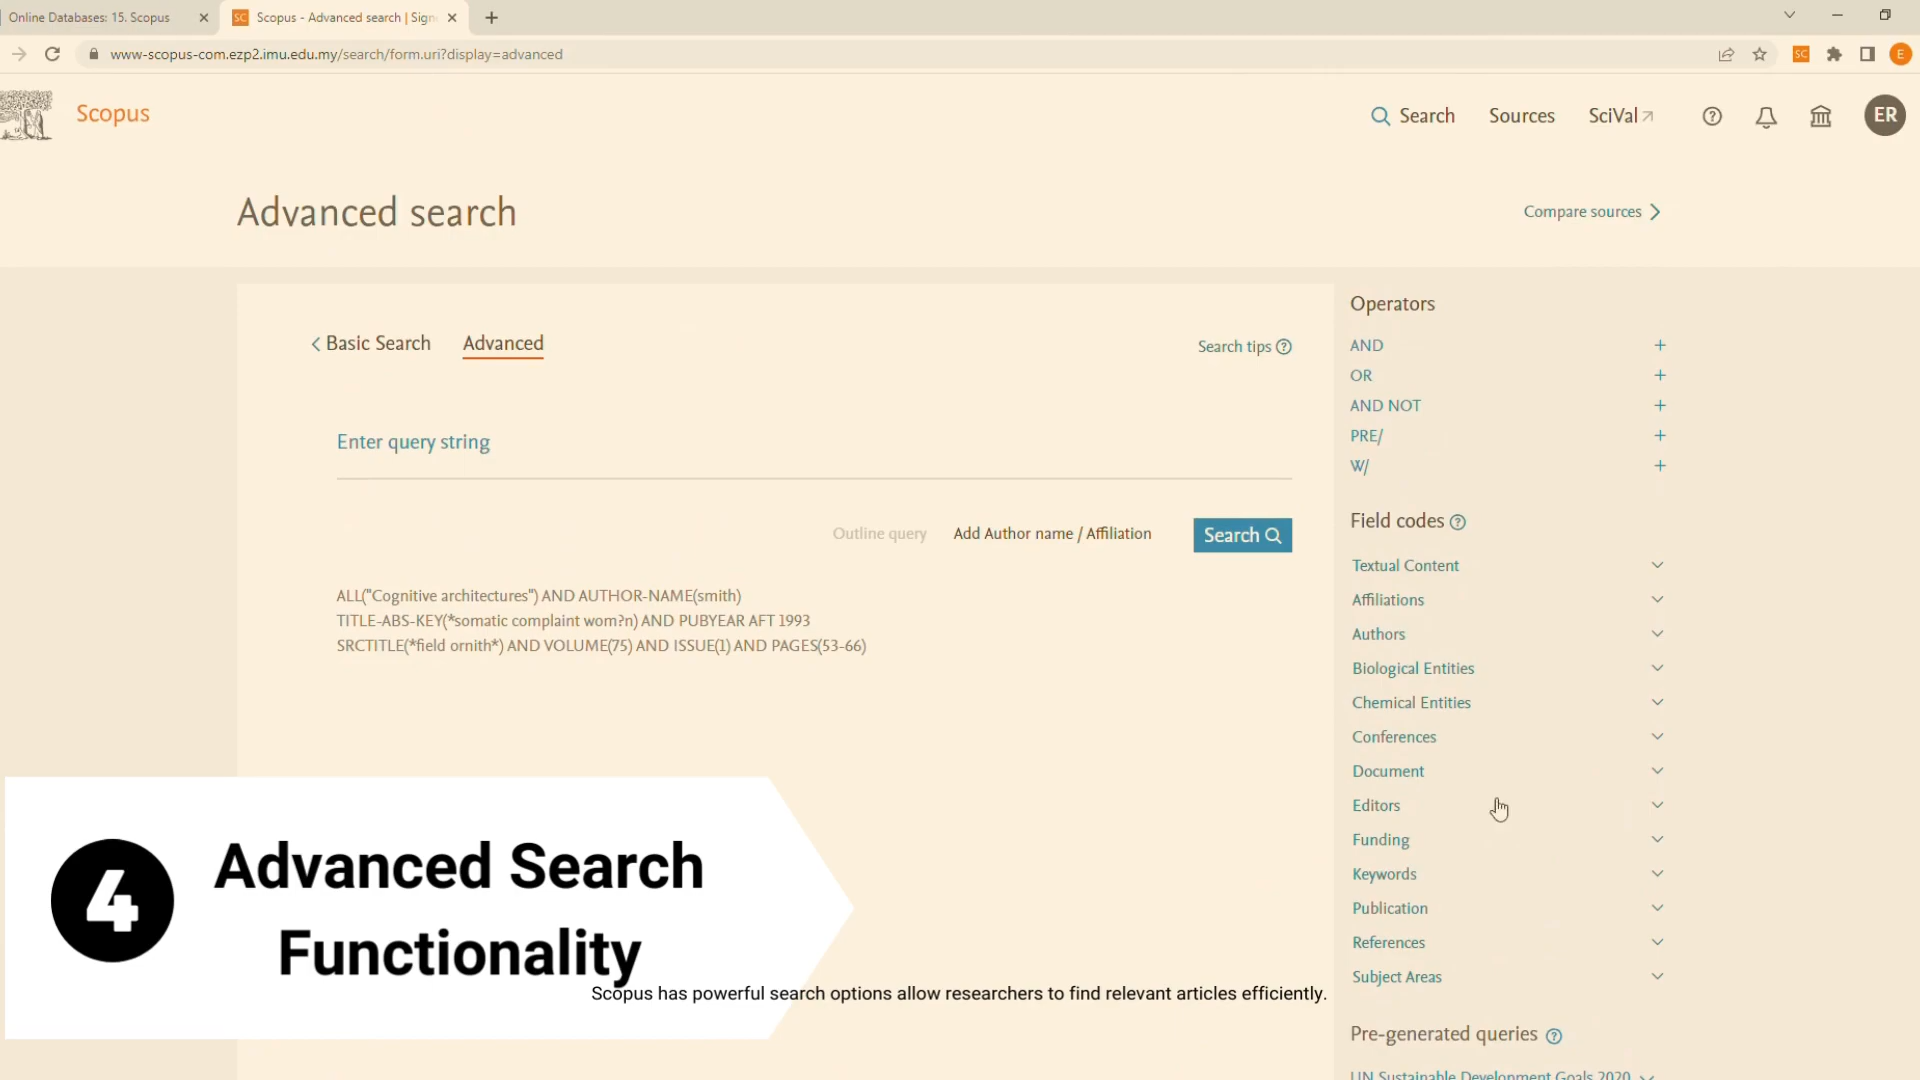 Online Databases: 15. Scopus
Scopus - Advanced search | Sign
www-scopus-com.ezp2.imu.edu.my/search/form.uri?display=advanced
SC
E
Scopus
Search
Sources
SciVal
ER
Advanced search
Compare sources
Basic Search
Advanced
Search tips
Enter query string
Outline query
Add Author name / Affiliation
Search
ALL("Cognitive architectures") AND AUTHOR-NAME(smith)
TITLE-ABS-KEY(*somatic complaint wom?n) AND PUBYEAR AFT 1993
SRCTITLE(*field ornith*) AND VOLUME(75) AND ISSUE(1) AND PAGES(53-66)
Operators
AND
OR
AND NOT
PRE/
W/
Field codes
Textual Content
Affiliations
Authors
Biological Entities
Chemical Entities
Conferences
Document
Editors
Funding
Keywords
Publication
References
Subject Areas
Pre-generated queries
UN Sustainable Development Goals 2020
4
Advanced Search
Functionality
Scopus has powerful search options allow researchers to find relevant articles efficiently.